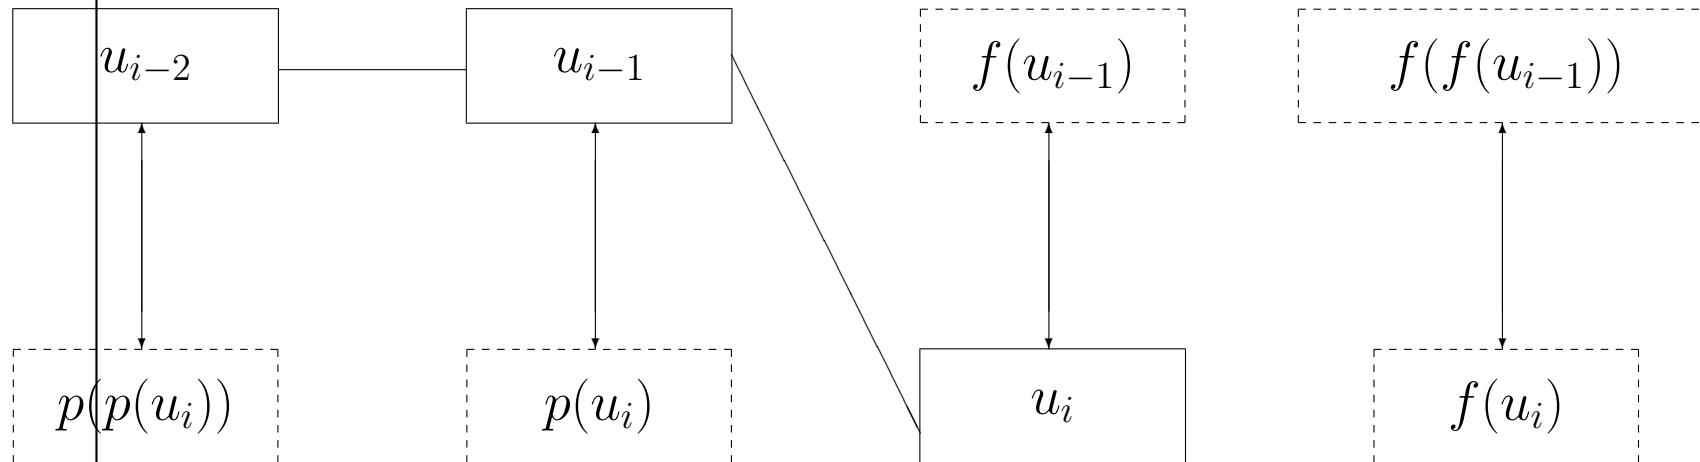 u_{i−2} u_{i−1} f(u_{i−1}) f(f(u_{i−1}))
p(p(u_i)) p(u_i) u_i f(u_i)